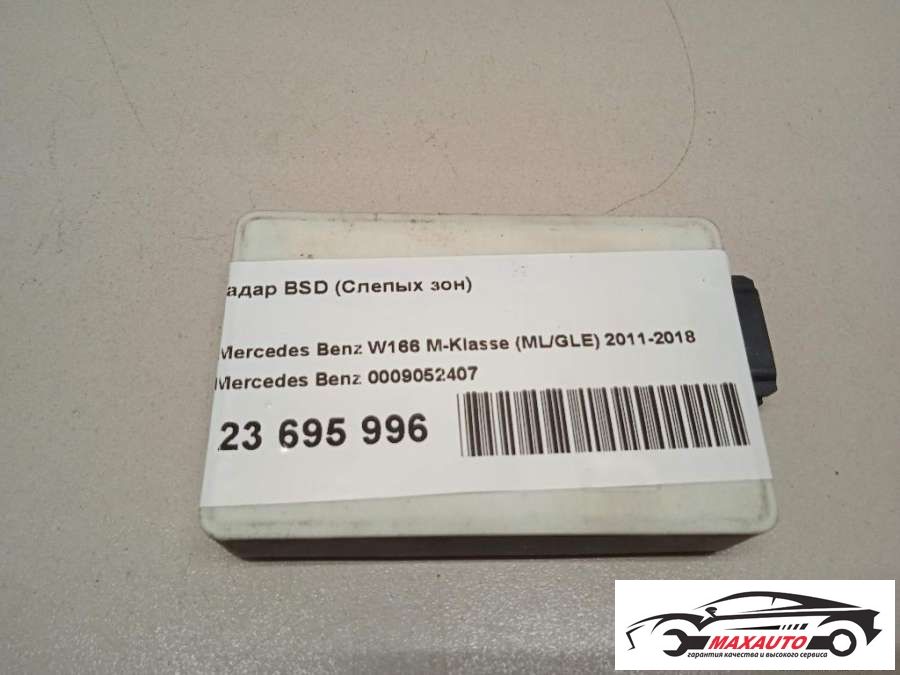 адар BSD (Слепых зон)
Mercedes Benz W166 M-Klasse (ML/GLE) 2011-2018
Mercedes Benz 0009052407
23 695 996
MAXAUTO
гарантия качества и высокого сервиса